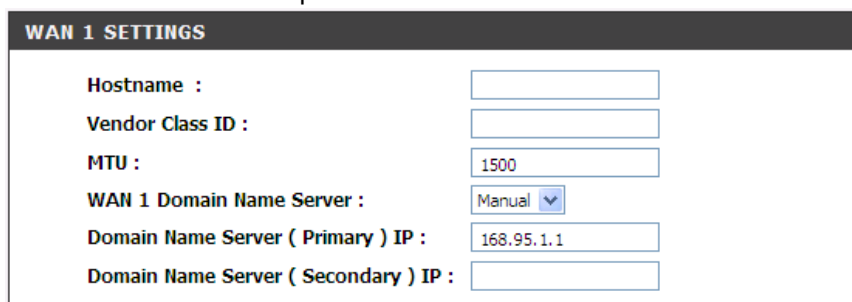 WAN 1 SETTINGS
Hostname :
Vendor Class ID :
MTU : 1500
WAN 1 Domain Name Server : Manual
Domain Name Server ( Primary ) IP : 168.95.1.1
Domain Name Server ( Secondary ) IP :